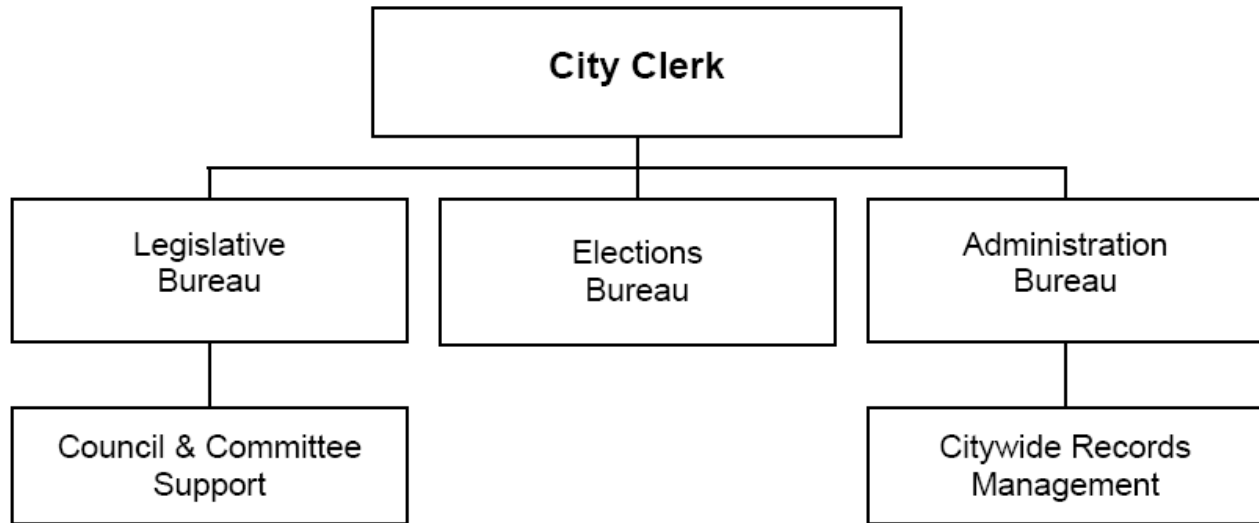 City Clerk
Legislative
Bureau
Elections
Bureau
Administration
Bureau
Council & Committee
Support
Citywide Records
Management